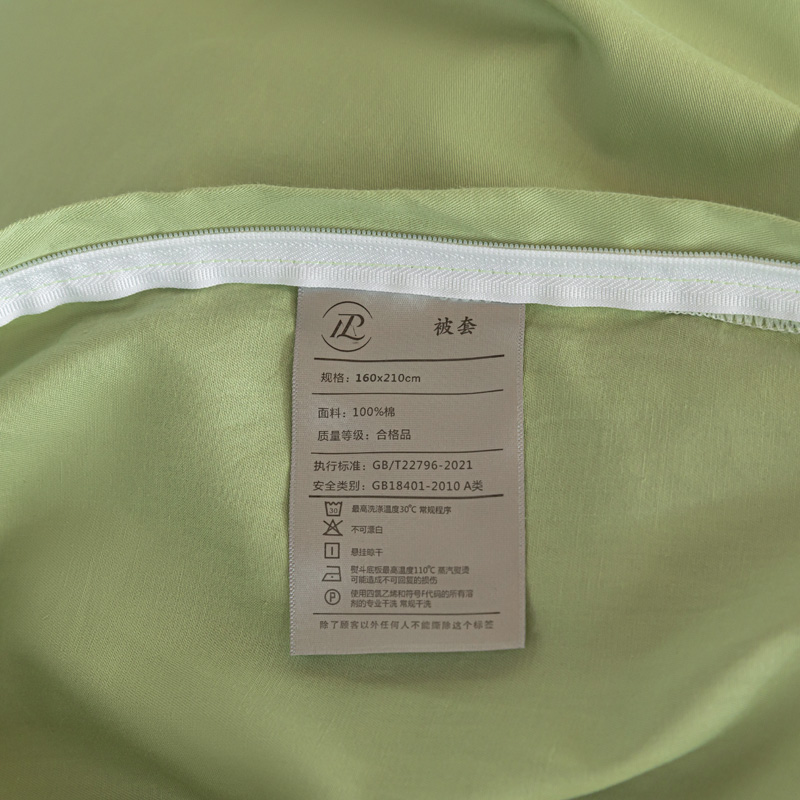 被套
规格：160x210cm
面料：100%棉
质量等级：合格品
执行标准：GB/T22796-2021
安全类别：GB18401-2010 A类
30
最高洗涤温度30℃ 常规程序
不可漂白
悬挂晾干
熨斗底板最高温度110℃ 蒸汽熨烫
可能造成不可回复的损伤
P
使用四氯乙烯和符号F代码的所有溶
剂的专业干洗 常规干洗
除了顾客以外任何人不能撕除这个标签